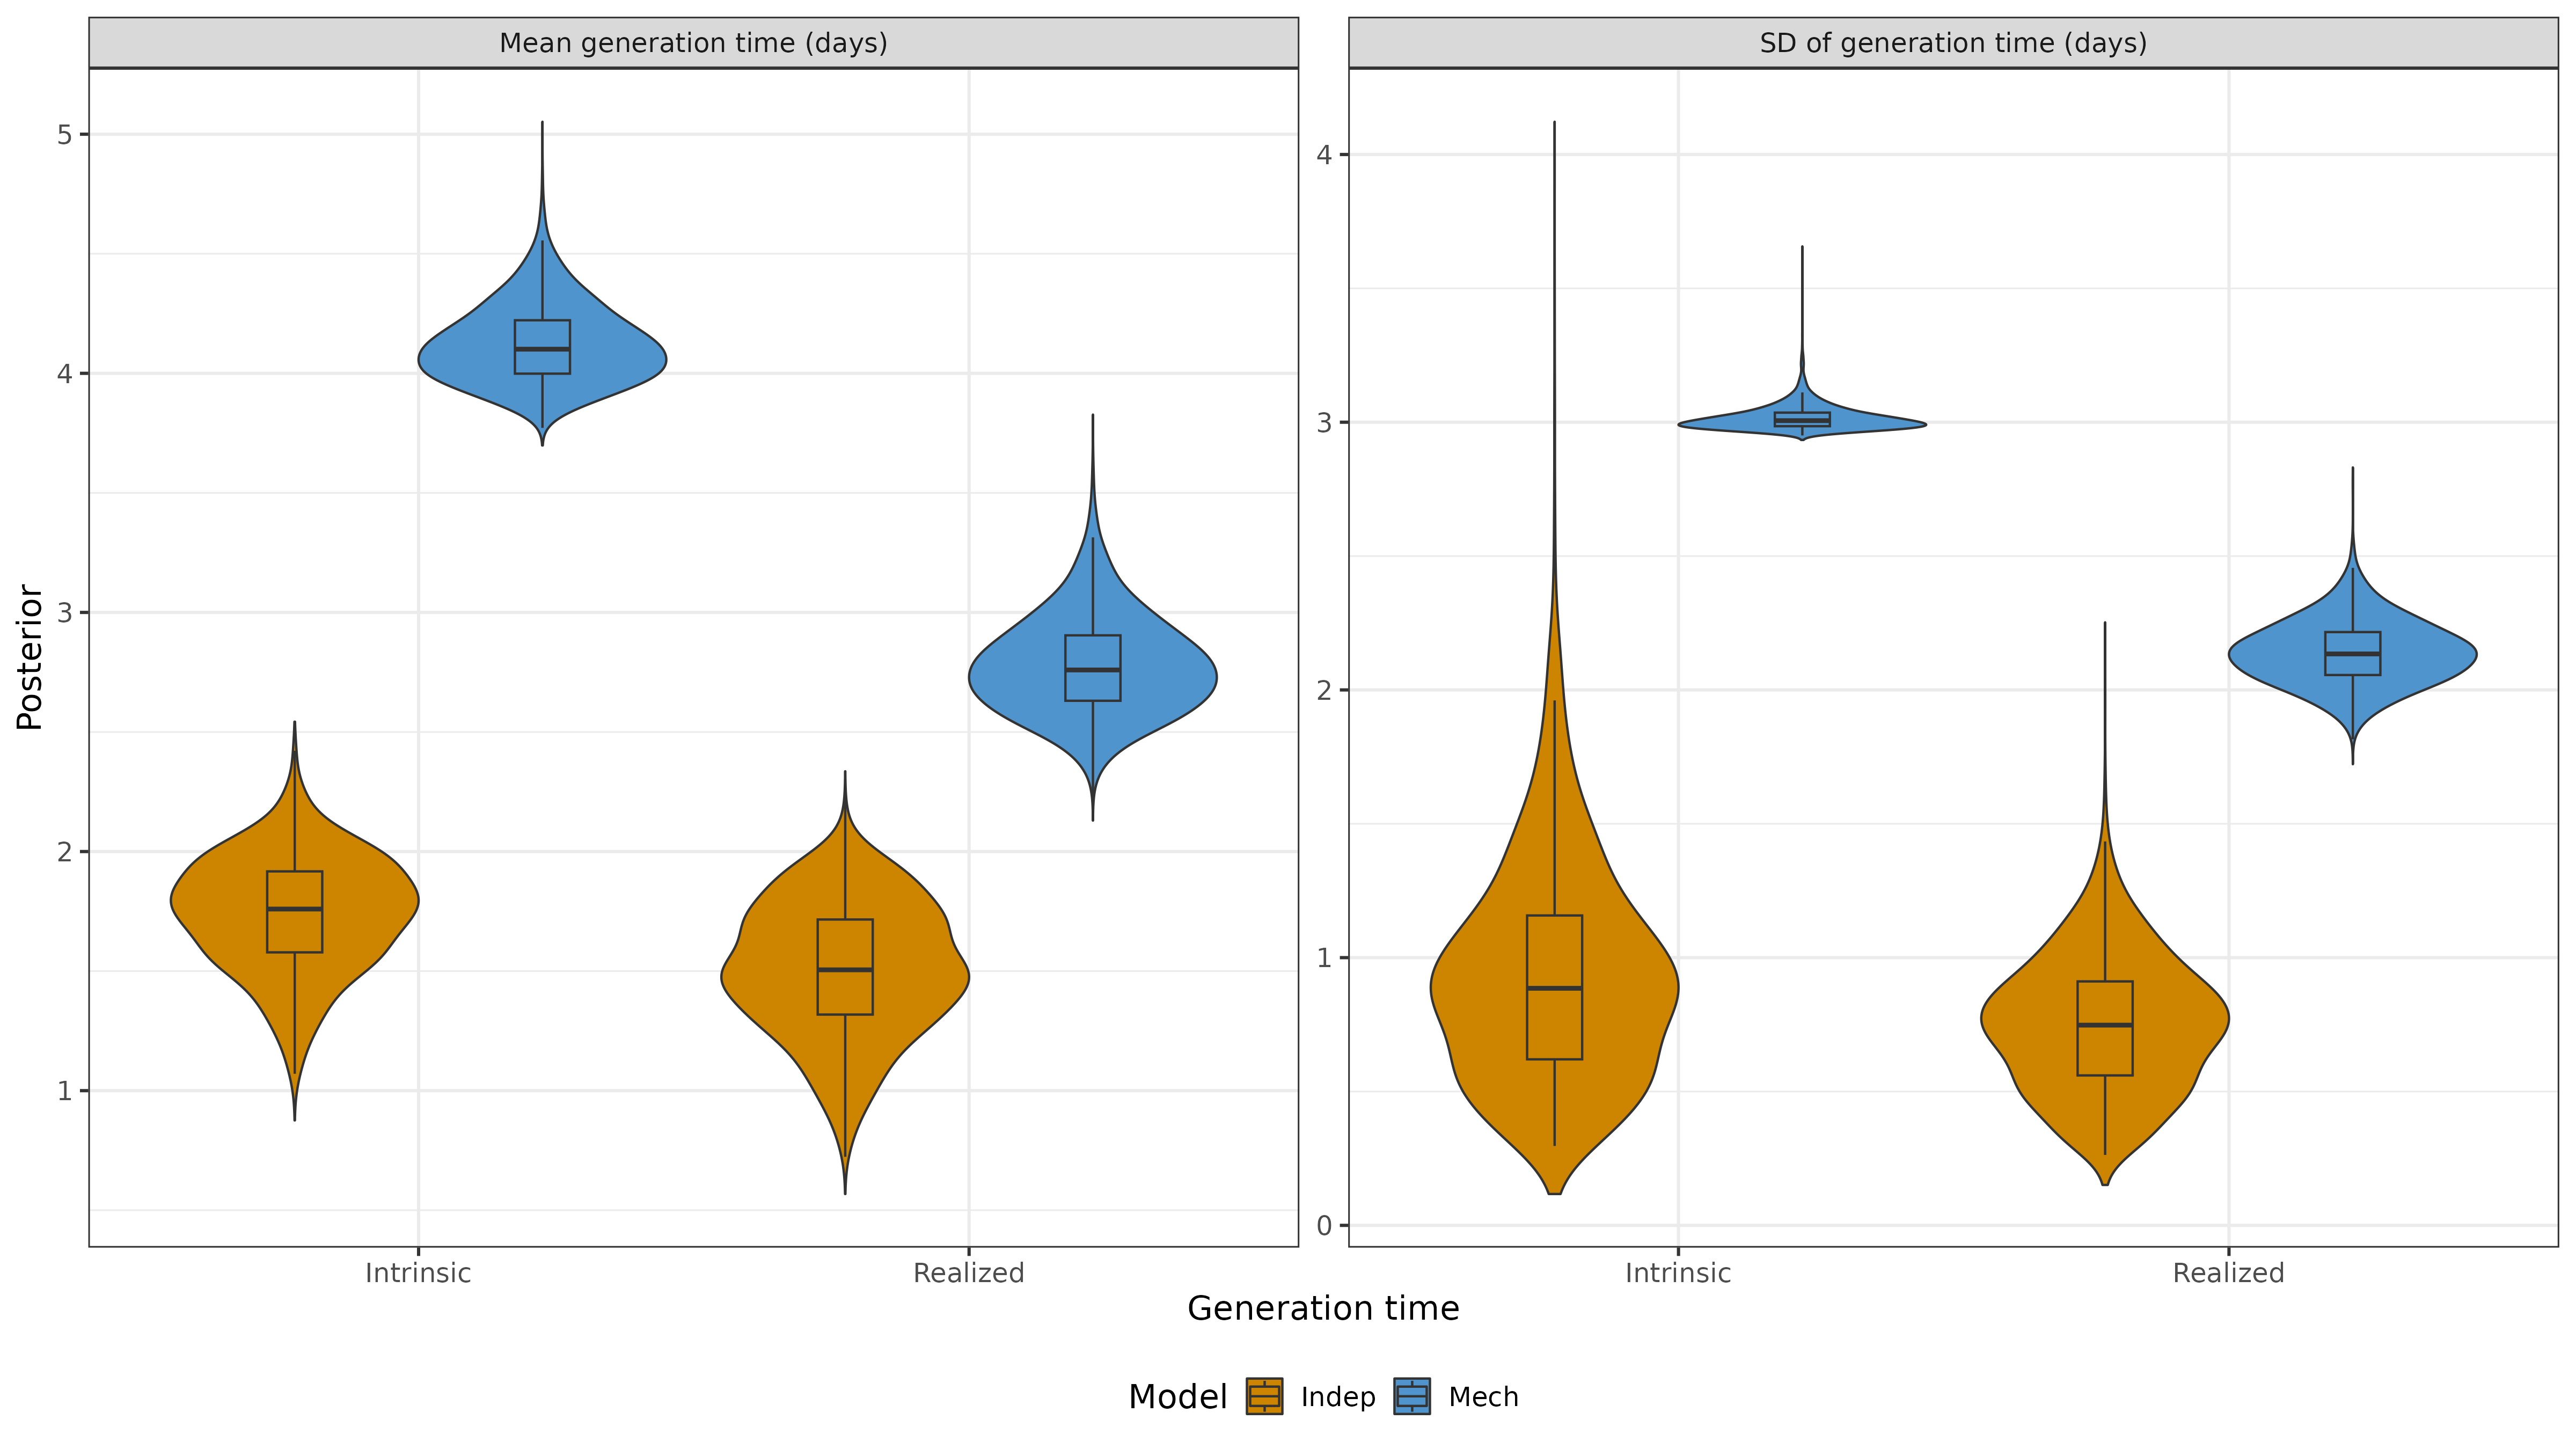 Mean generation time (days)
SD of generation time (days)
Posterior
5
4
3
2
1
4
3
2
1
0
Intrinsic
Realized
Intrinsic
Realized
Generation time
Model Indep Mech